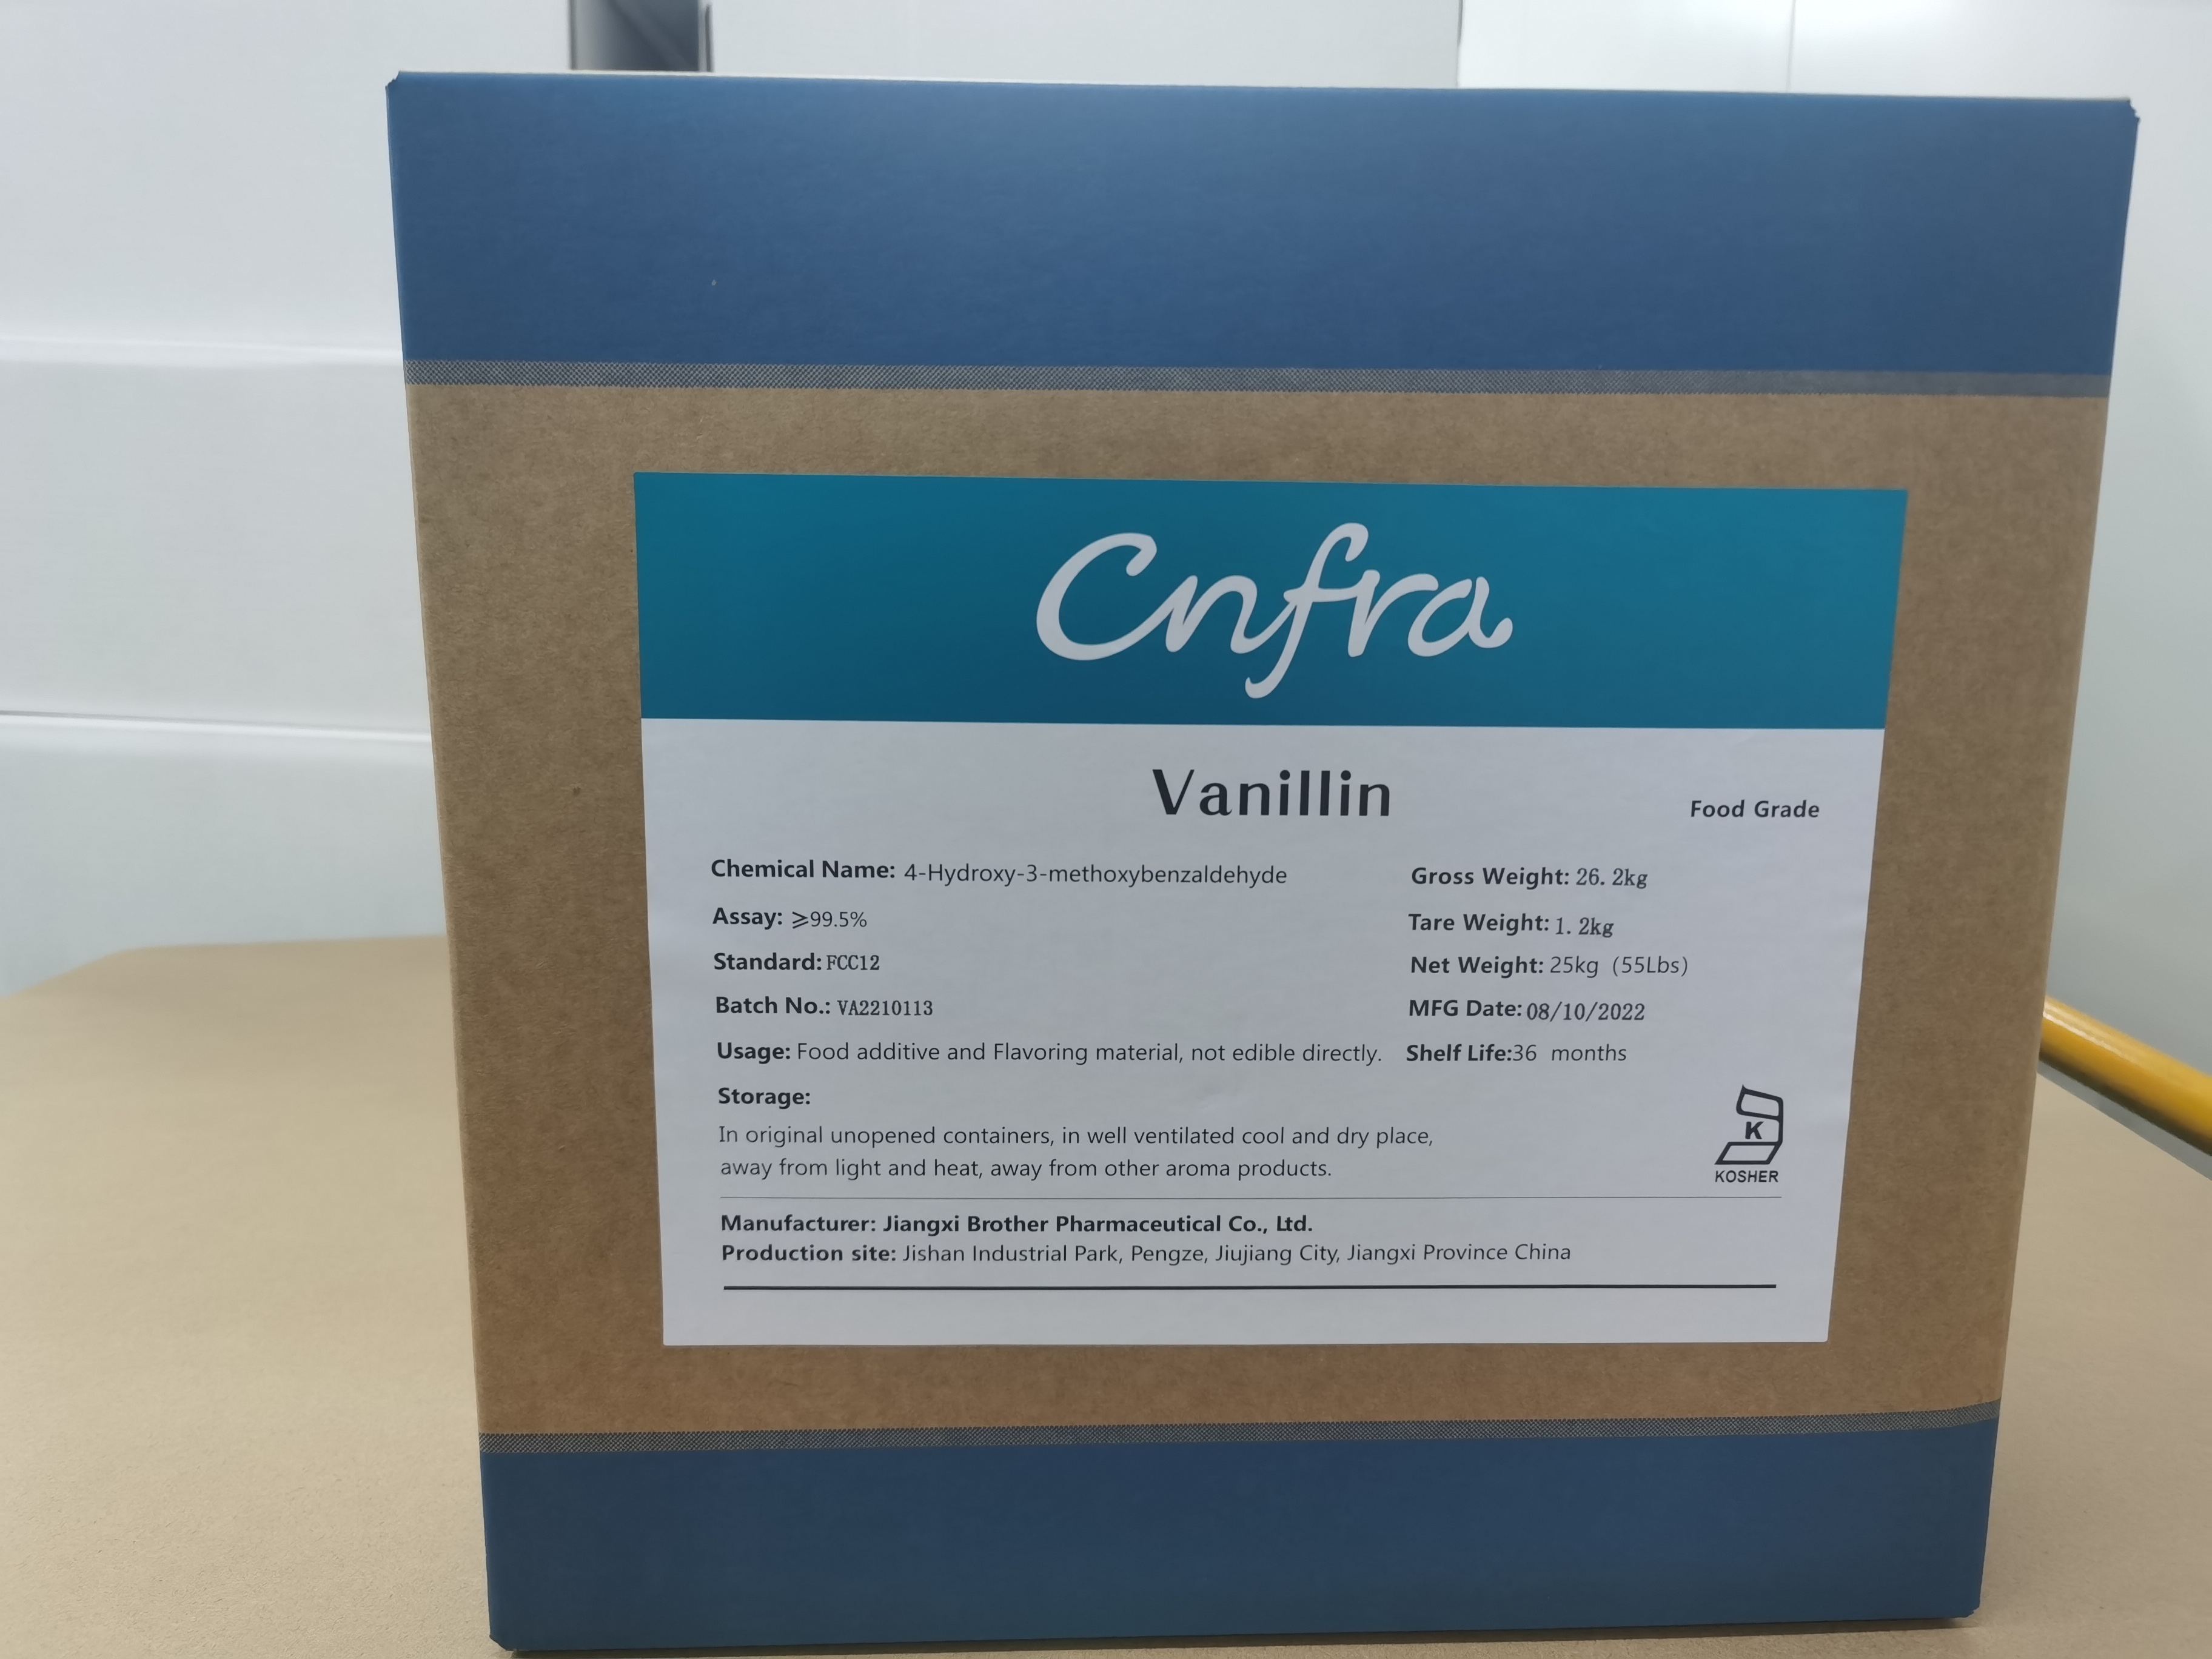 Cnfra
Vanillin
Food Grade
Chemical Name: 4-Hydroxy-3-methoxybenzaldehyde
Gross Weight: 26.2kg
Assay: ⩾99.5%
Tare Weight: 1.2kg
Standard: FCC12
Net Weight: 25kg (55Lbs)
Batch No.: VA2210113
MFG Date: 08/10/2022
Usage: Food additive and Flavoring material, not edible directly.
Shelf Life:36 months
Storage:
In original unopened containers, in well ventilated cool and dry place,
away from light and heat, away from other aroma products.
K
KOSHER
Manufacturer: Jiangxi Brother Pharmaceutical Co., Ltd.
Production site: Jishan Industrial Park, Pengze, Jiujiang City, Jiangxi Province China